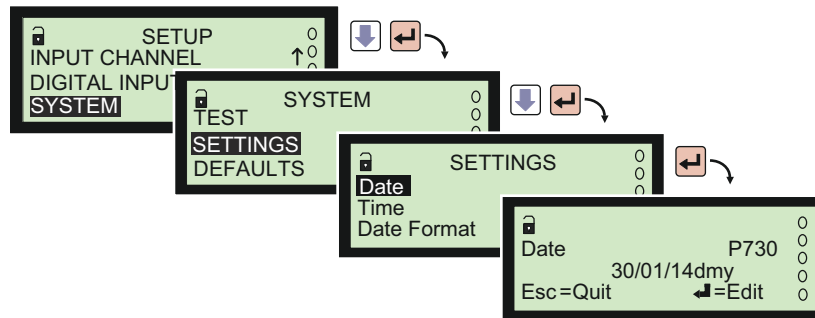 SETUP
INPUT CHANNEL ↑
DIGITAL INPUT
SYSTEM
SYSTEM
TEST
SETTINGS
DEFAULTS
SETTINGS
Date
Time
Date Format
Date P730
30/01/14dmy
Esc=Quit ↵=Edit